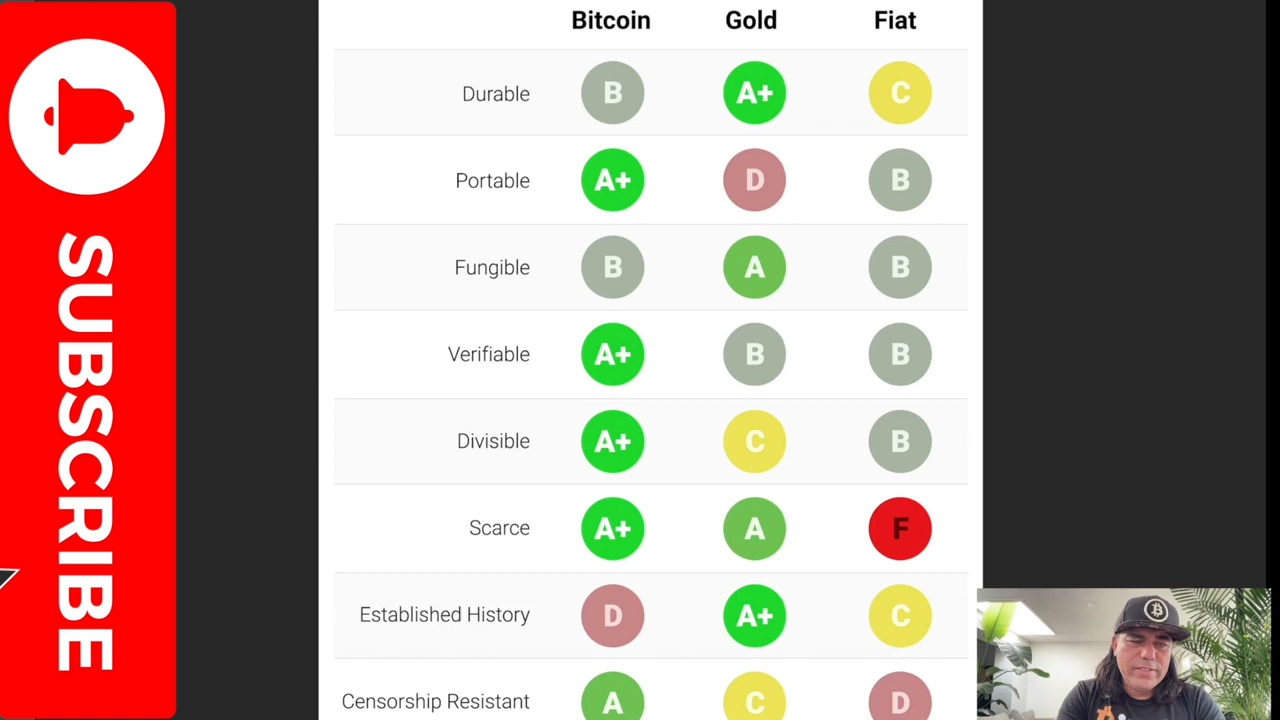 SUBSCRIBE
Bitcoin Gold Fiat
Durable B A+ C
Portable A+ D B
Fungible B A B
Verifiable A+ B B
Divisible A+ C B
Scarce A+ A F
Established History D A+ C
Censorship Resistant A C D